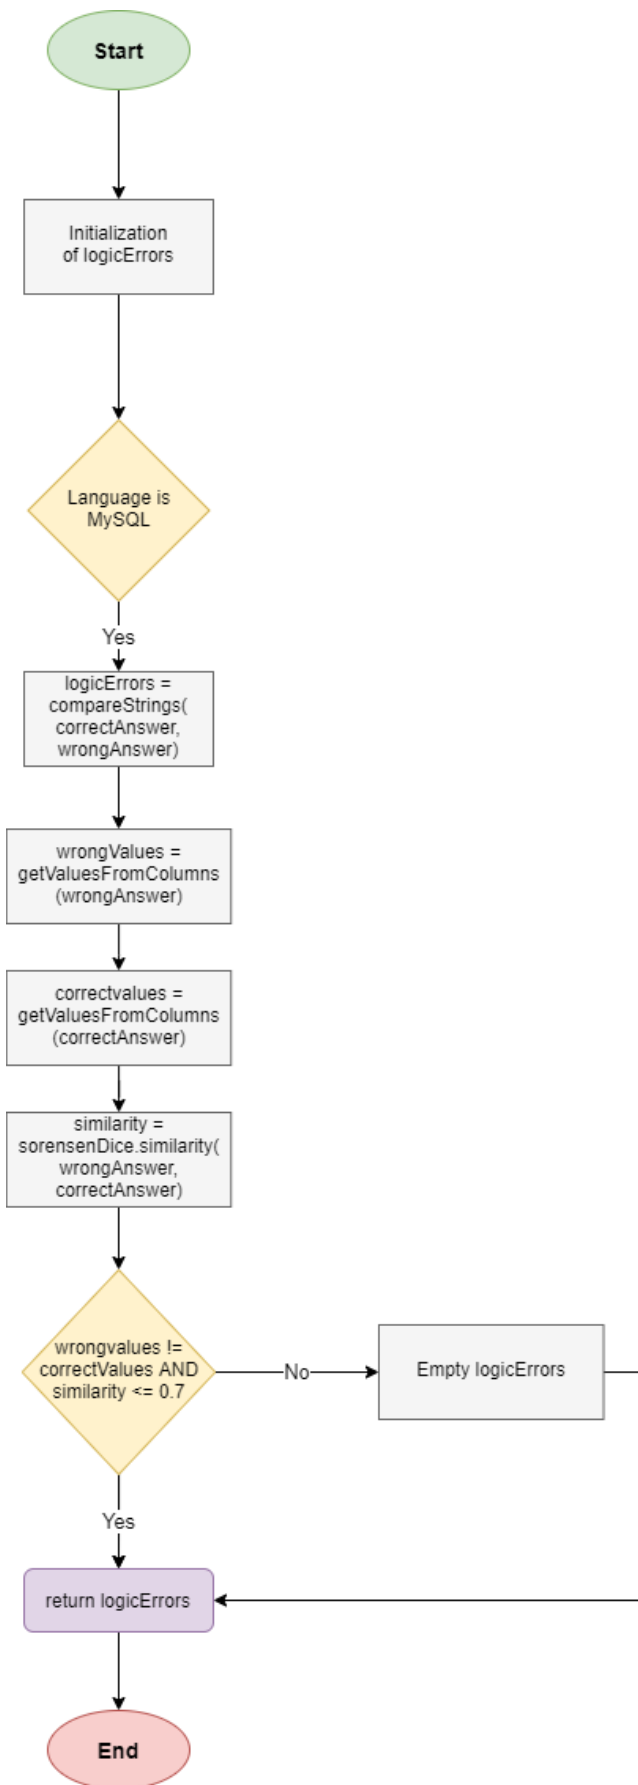 Start
Initialization
of logicErrors
Language is
MySQL
Yes
logicErrors =
compareStrings(
correctAnswer,
wrongAnswer)
wrongValues =
getValuesFromColumns
(wrongAnswer)
correctvalues =
getValuesFromColumns
(correctAnswer)
similarity =
sorensenDice.similarity(
wrongAnswer,
correctAnswer)
wrongvalues !=
correctValues AND
similarity <= 0.7
No
Empty logicErrors
Yes
return logicErrors
End